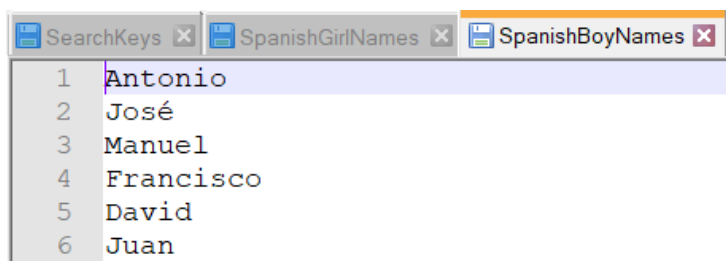 SearchKeys SpanishGirlNames SpanishBoyNames
1 Antonio
2 José
3 Manuel
4 Francisco
5 David
6 Juan